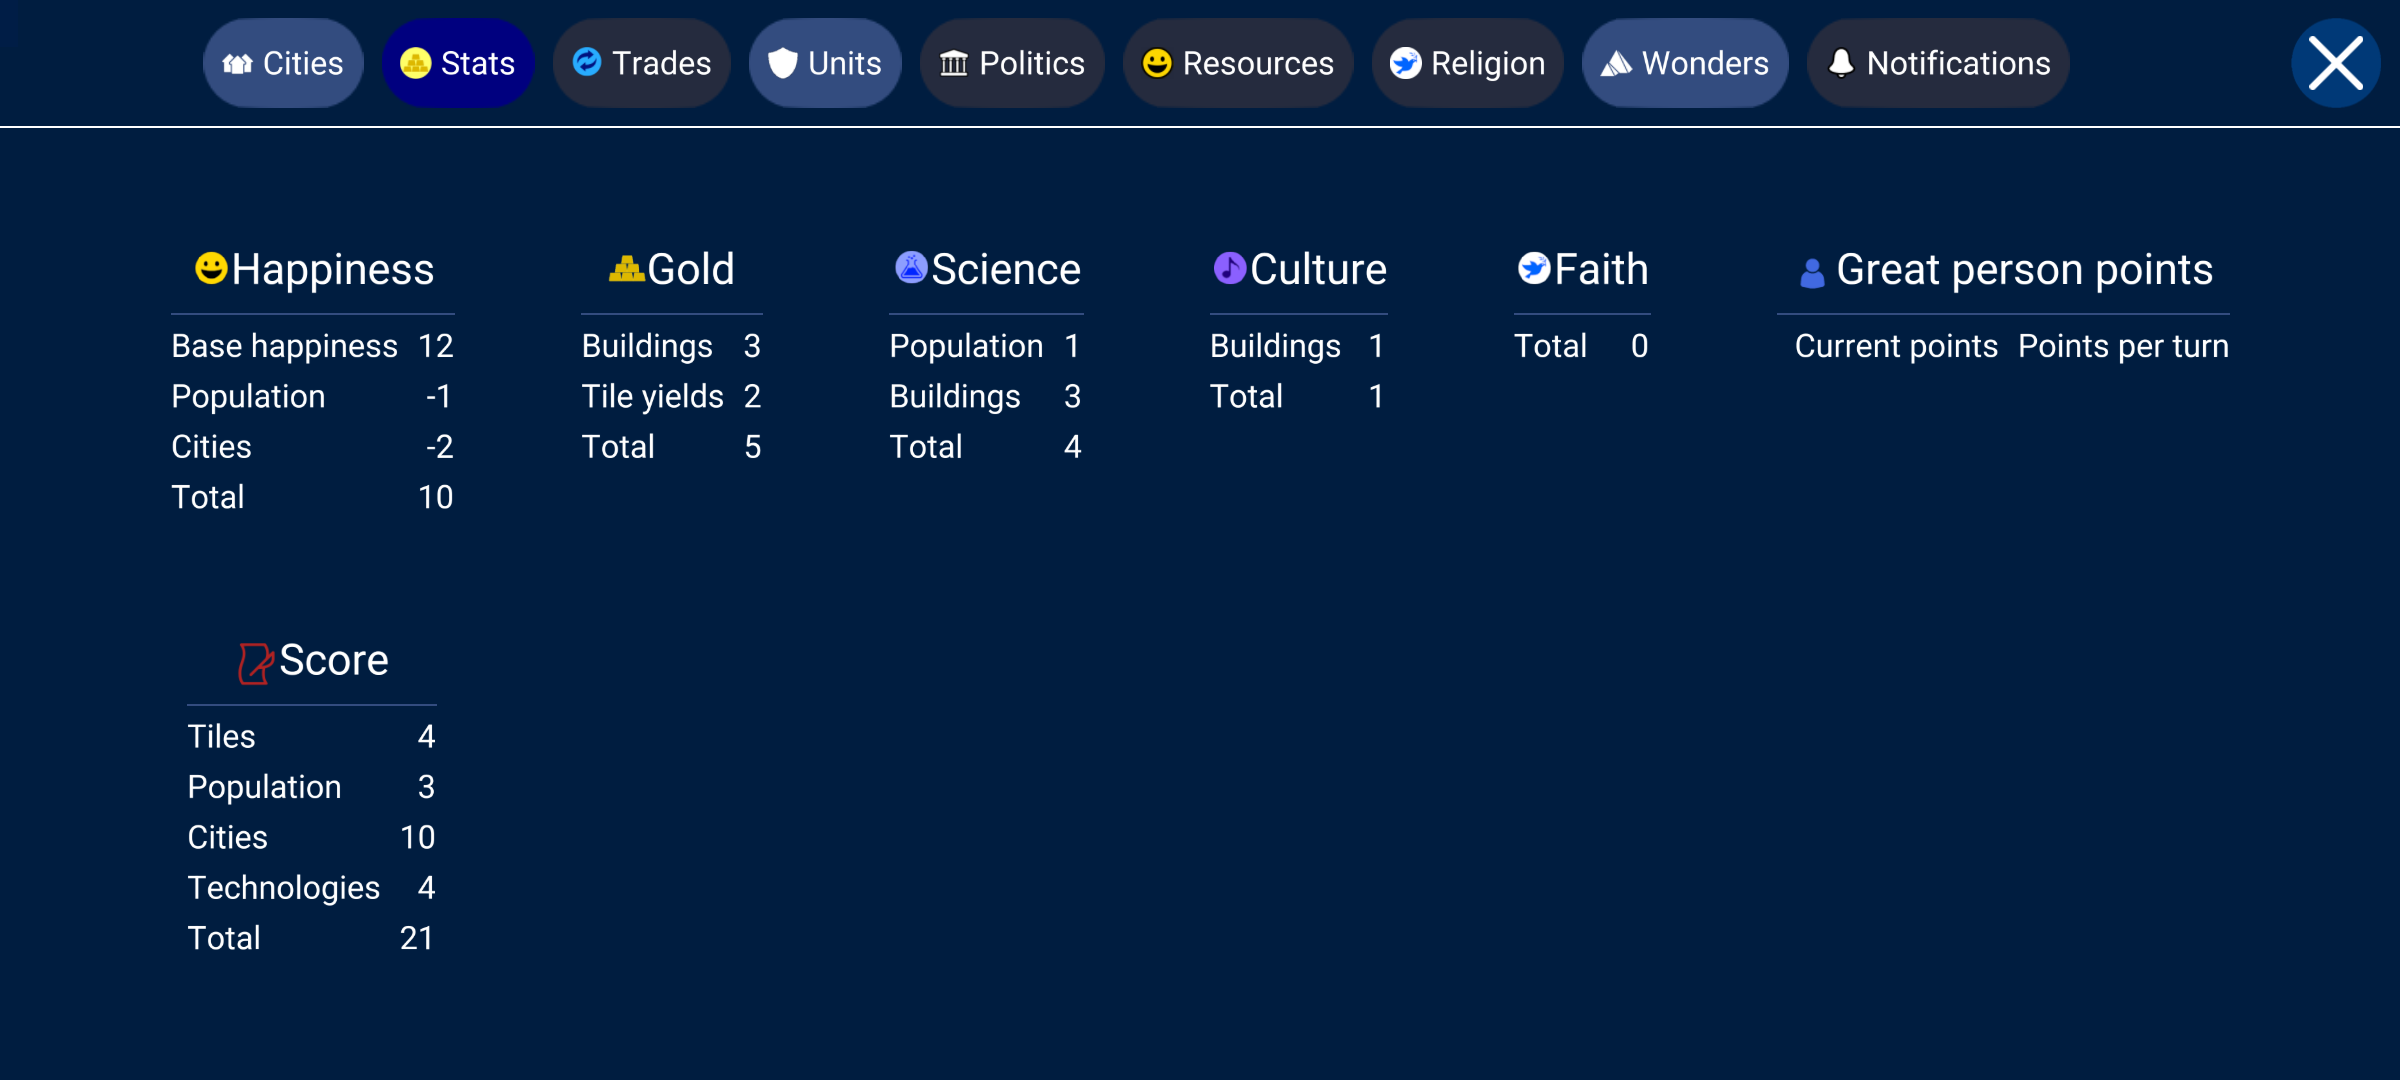 Cities Stats Trades Units Politics Resources Religion Wonders Notifications
Happiness
Base happiness 12
Population -1
Cities -2
Total 10
Gold
Buildings 3
Tile yields 2
Total 5
Science
Population 1
Buildings 3
Total 4
Culture
Buildings 1
Total 1
Faith
Total 0
Great person points
Current points Points per turn
Score
Tiles 4
Population 3
Cities 10
Technologies 4
Total 21